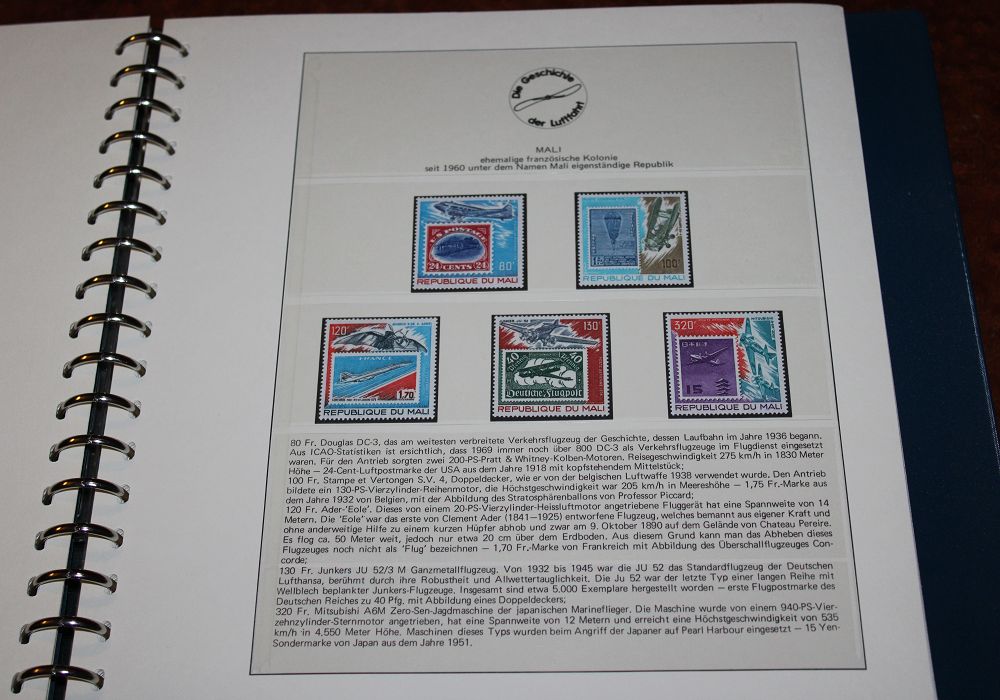 Die Geschichte
der Luftfahrt
MALI
ehemalige französische Kolonie
seit 1960 unter dem Namen Mali eigenständige Republik
U S POSTAGE
24 CENTS 24
80f
REPUBLIQUE DU MALI
100f
REPUBLIQUE DU MALI
120f
FRANCE
1,70
REPUBLIQUE DU MALI
130f
40 40
Deutsche Flugpost
REPUBLIQUE DU MALI
320f
MITSUBISHI
日本郵便
15
REPUBLIQUE DU MALI
80 Fr. Douglas DC-3, das am weitesten verbreitete Verkehrsflugzeug der Geschichte, dessen Laufbahn im Jahre 1936 begann.
Aus ICAO-Statistiken ist ersichtlich, dass 1969 immer noch über 800 DC-3 als Verkehrsflugzeuge im Flugdienst eingesetzt
waren. Für den Antrieb sorgten zwei 200-PS-Pratt & Whitney-Kolben-Motoren. Reisegeschwindigkeit 275 km/h in 1830 Meter
Höhe — 24-Cent-Luftpostmarke der USA aus dem Jahre 1918 mit kopfstehendem Mittelstück;
100 Fr. Stampe et Vertongen S.V. 4, Doppeldecker, wie er von der belgischen Luftwaffe 1938 verwendet wurde. Den Antrieb
bildete ein 130-PS-Vierzylinder-Reihenmotor, die Höchstgeschwindigkeit war 205 km/h in Meereshöhe — 1,75 Fr.-Marke aus
dem Jahre 1932 von Belgien, mit der Abbildung des Stratosphärenballons von Professor Piccard;
120 Fr. Ader-'Eole'. Dieses von einem 20-PS-Vierzylinder-Heissluftmotor angetriebene Fluggerät hat eine Spannweite von 14
Metern. Die 'Eole' war das erste von Clement Ader (1841—1925) entworfene Flugzeug, welches bemannt aus eigener Kraft und
ohne anderweitige Hilfe zu einem kurzen Hüpfer abhob und zwar am 9. Oktober 1890 auf dem Gelände von Chateau Pereire.
Es flog ca. 50 Meter weit, jedoch nur etwa 20 cm über dem Erdboden. Aus diesem Grund kann man das Abheben dieses
Flugzeuges noch nicht als 'Flug' bezeichnen — 1,70 Fr.-Marke von Frankreich mit Abbildung des Überschallflugzeuges Con-
corde;
130 Fr. Junkers JU 52/3 M Ganzmetallflugzeug. Von 1932 bis 1945 war die JU 52 das Standardflugzeug der Deutschen
Lufthansa, berühmt durch ihre Robustheit und Allwettertauglichkeit. Die Ju 52 war der letzte Typ einer langen Reihe mit
Wellblech beplankter Junkers-Flugzeuge. Insgesamt sind etwa 5.000 Exemplare hergestellt worden — erste Flugpostmarke des
Deutschen Reiches zu 40 Pfg. mit Abbildung eines Doppeldeckers;
320 Fr. Mitsubishi A6M Zero-Sen-Jagdmaschine der japanischen Marineflieger. Die Maschine wurde von einem 940-PS-Vier-
zehnzylinder-Sternmotor angetrieben, hat eine Spannweite von 12 Metern und erreicht eine Höchstgeschwindigkeit von 535
km/h in 4,550 Meter Höhe. Maschinen dieses Typs wurden beim Angriff der Japaner auf Pearl Harbour eingesetzt — 15 Yen-
Sondermarke von Japan aus dem Jahre 1951.